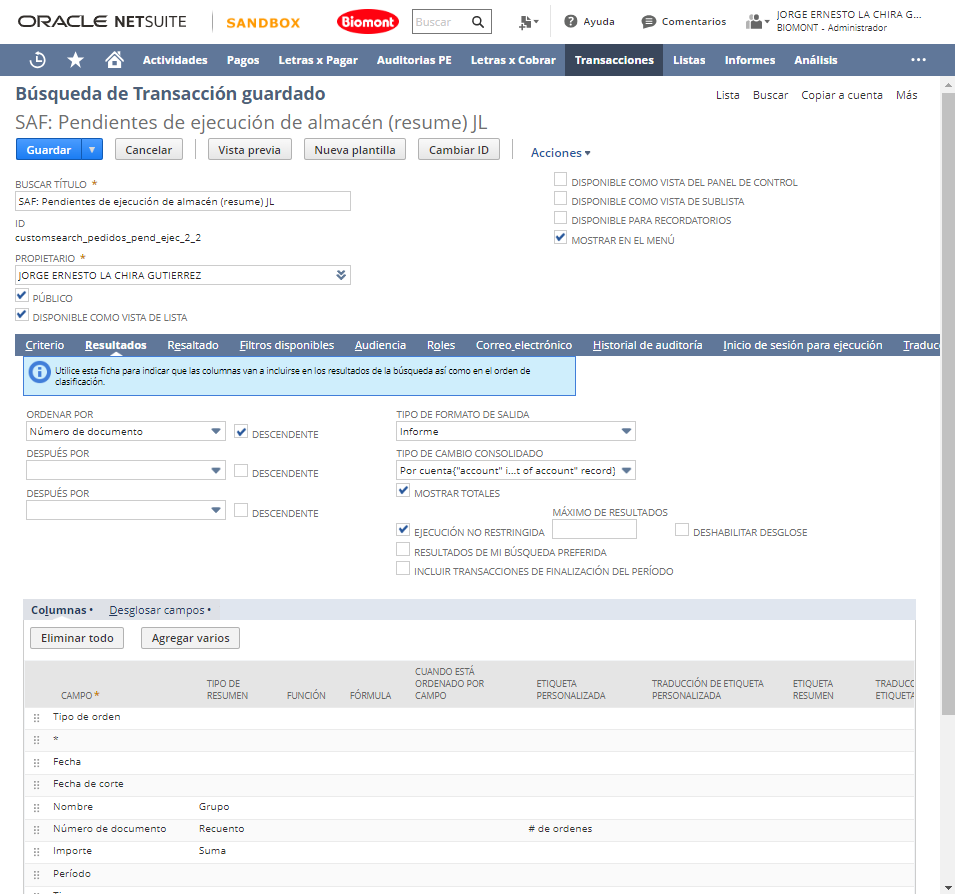 ORACLE NETSUITE
SANDBOX
Biomont
Buscar
Ayuda
Comentarios
JORGE ERNESTO LA CHIRA G...
BIOMONT - Administrador
Actividades Pagos Letras x Pagar Auditorias PE Letras x Cobrar Transacciones Listas Informes Análisis ···
Búsqueda de Transacción guardado
Lista Buscar Copiar a cuenta Más
SAF: Pendientes de ejecución de almacén (resume) JL
Guardar Cancelar Vista previa Nueva plantilla Cambiar ID Acciones
BUSCAR TÍTULO *
SAF: Pendientes de ejecución de almacén (resume) JL
ID
customsearch_pedidos_pend_ejec_2_2
PROPIETARIO *
JORGE ERNESTO LA CHIRA GUTIERREZ
PÚBLICO
DISPONIBLE COMO VISTA DE LISTA
DISPONIBLE COMO VISTA DEL PANEL DE CONTROL
DISPONIBLE COMO VISTA DE SUBLISTA
DISPONIBLE PARA RECORDATORIOS
MOSTRAR EN EL MENÚ
Criterio Resultados Resaltado Filtros disponibles Audiencia Roles Correo electrónico Historial de auditoría Inicio de sesión para ejecución Traduc
Utilice esta ficha para indicar que las columnas van a incluirse en los resultados de la búsqueda así como en el orden de
clasificación.
ORDENAR POR
Número de documento
DESCENDENTE
DESPUÉS POR
DESCENDENTE
DESPUÉS POR
DESCENDENTE
TIPO DE FORMATO DE SALIDA
Informe
TIPO DE CAMBIO CONSOLIDADO
Por cuenta{"account" i...t of account" record}
MOSTRAR TOTALES
MÁXIMO DE RESULTADOS
EJECUCIÓN NO RESTRINGIDA
DESHABILITAR DESGLOSE
RESULTADOS DE MI BÚSQUEDA PREFERIDA
INCLUIR TRANSACCIONES DE FINALIZACIÓN DEL PERÍODO
Columnas • Desglosar campos •
Eliminar todo Agregar varios
CAMPO *
TIPO DE
RESUMEN
FUNCIÓN
FÓRMULA
CUANDO ESTÁ
ORDENADO POR
CAMPO
ETIQUETA
PERSONALIZADA
TRADUCCIÓN DE ETIQUETA
PERSONALIZADA
ETIQUETA
RESUMEN
TRADUCC
ETIQUETA
Tipo de orden
*
Fecha
Fecha de corte
Nombre Grupo
Número de documento Recuento # de ordenes
Importe Suma
Período